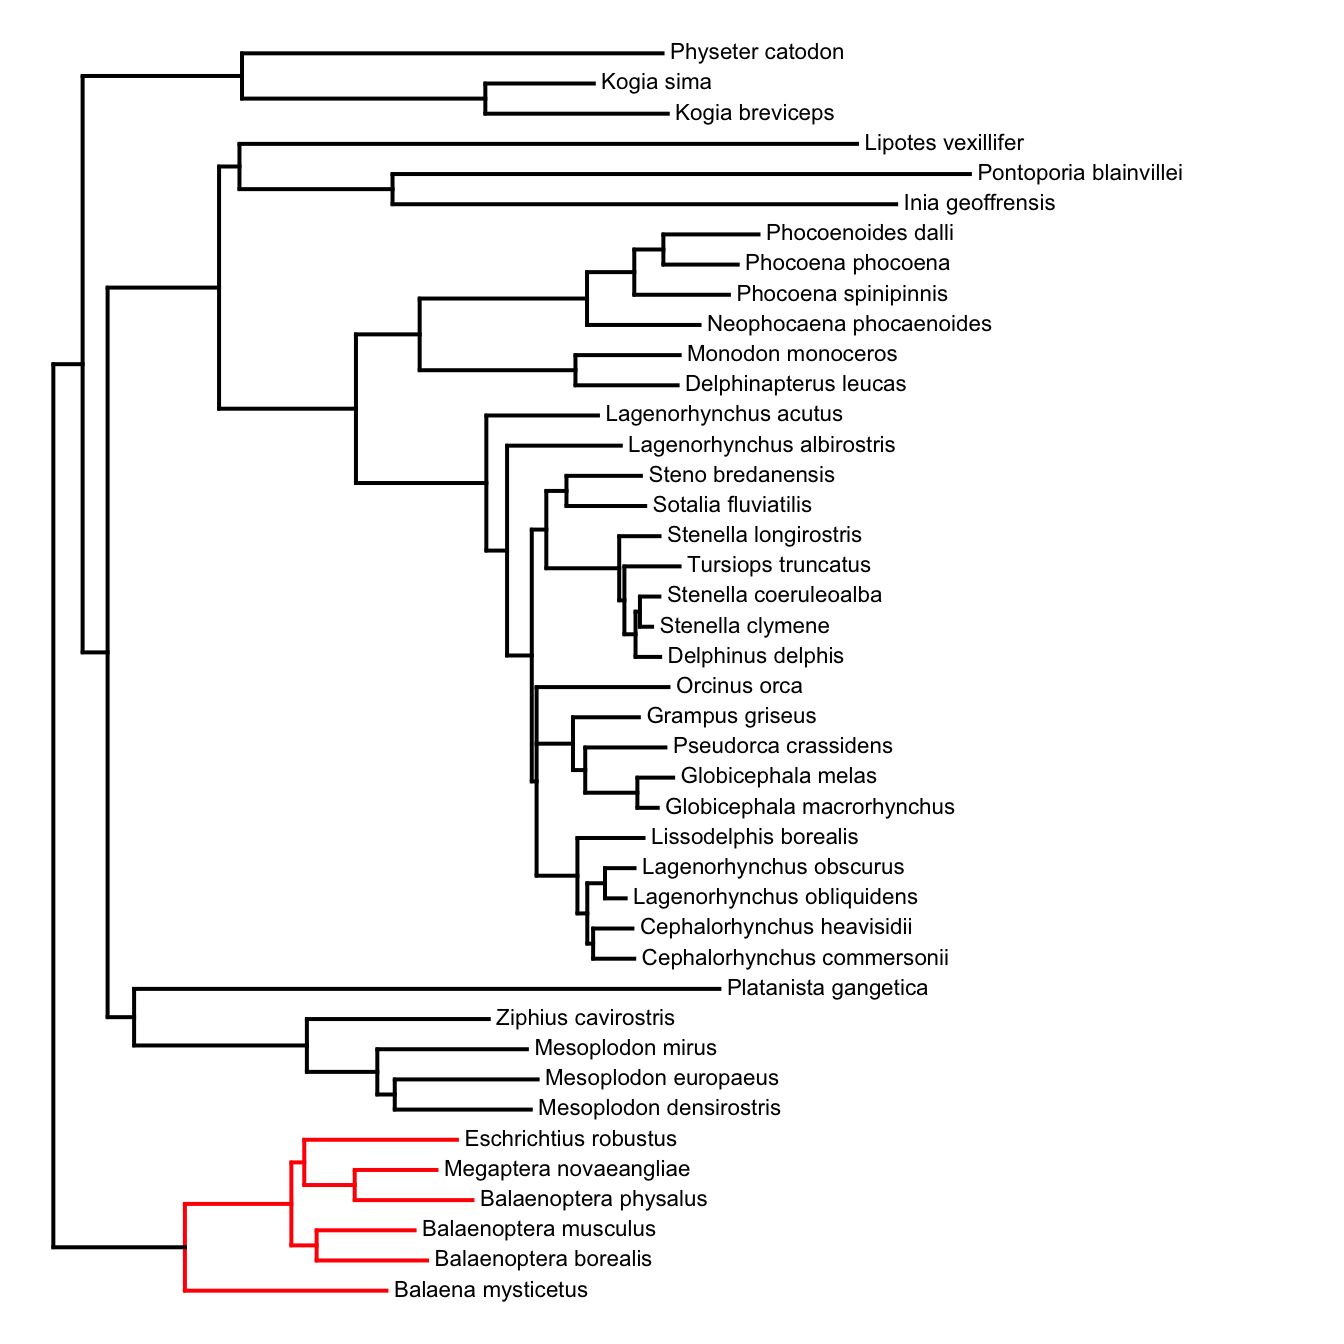 Physeter catodon
Kogia sima
Kogia breviceps
Lipotes vexillifer
Pontoporia blainvillei
Inia geoffrensis
Phocoenoides dalli
Phocoena phocoena
Phocoena spinipinnis
Neophocaena phocaenoides
Monodon monoceros
Delphinapterus leucas
Lagenorhynchus acutus
Lagenorhynchus albirostris
Steno bredanensis
Sotalia fluviatilis
Stenella longirostris
Tursiops truncatus
Stenella coeruleoalba
Stenella clymene
Delphinus delphis
Orcinus orca
Grampus griseus
Pseudorca crassidens
Globicephala melas
Globicephala macrorhynchus
Lissodelphis borealis
Lagenorhynchus obscurus
Lagenorhynchus obliquidens
Cephalorhynchus heavisidii
Cephalorhynchus commersonii
Platanista gangetica
Ziphius cavirostris
Mesoplodon mirus
Mesoplodon europaeus
Mesoplodon densirostris
Eschrichtius robustus
Megaptera novaeangliae
Balaenoptera physalus
Balaenoptera musculus
Balaenoptera borealis
Balaena mysticetus